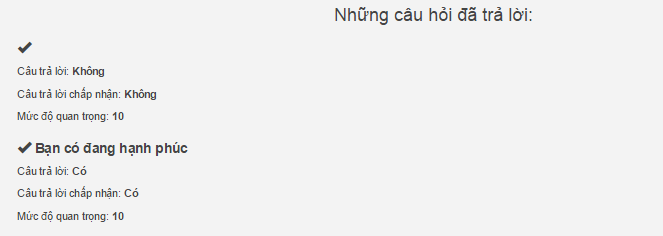 Những câu hỏi đã trả lời:
Câu trả lời: Không
Câu trả lời chấp nhận: Không
Mức độ quan trọng: 10
Bạn có đang hạnh phúc
Câu trả lời: Có
Câu trả lời chấp nhận: Có
Mức độ quan trọng: 10